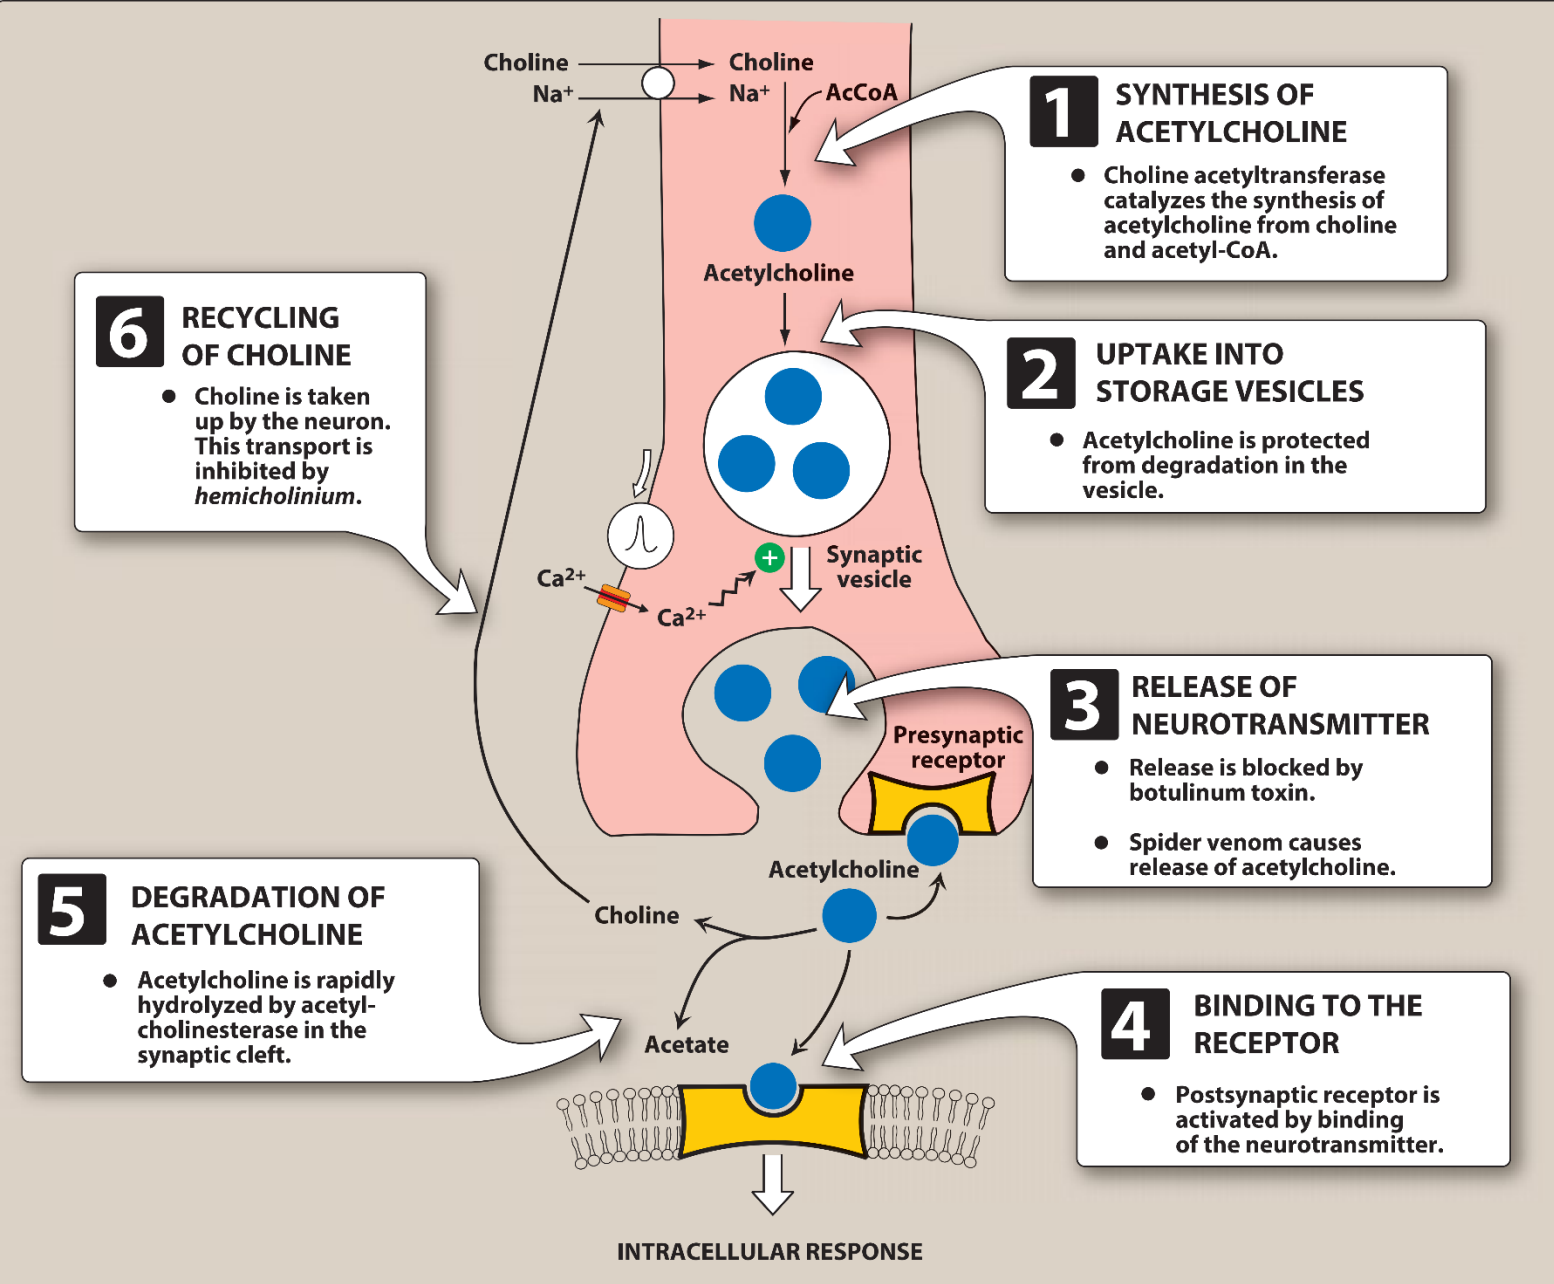 Choline
Na⁺
Choline
Na⁺
AcCoA
1
SYNTHESIS OF
ACETYLCHOLINE
● Choline acetyltransferase
catalyzes the synthesis of
acetylcholine from choline
and acetyl-CoA.
Acetylcholine
2
UPTAKE INTO
STORAGE VESICLES
● Acetylcholine is protected
from degradation in the
vesicle.
6
RECYCLING
OF CHOLINE
● Choline is taken
up by the neuron.
This transport is
inhibited by
hemicholinium.
Ca²⁺
Ca²⁺
+
Synaptic
vesicle
3
RELEASE OF
NEUROTRANSMITTER
● Release is blocked by
botulinum toxin.
● Spider venom causes
release of acetylcholine.
Presynaptic
receptor
Acetylcholine
Choline
Acetate
5
DEGRADATION OF
ACETYLCHOLINE
● Acetylcholine is rapidly
hydrolyzed by acetyl-
cholinesterase in the
synaptic cleft.
4
BINDING TO THE
RECEPTOR
● Postsynaptic receptor is
activated by binding
of the neurotransmitter.
INTRACELLULAR RESPONSE